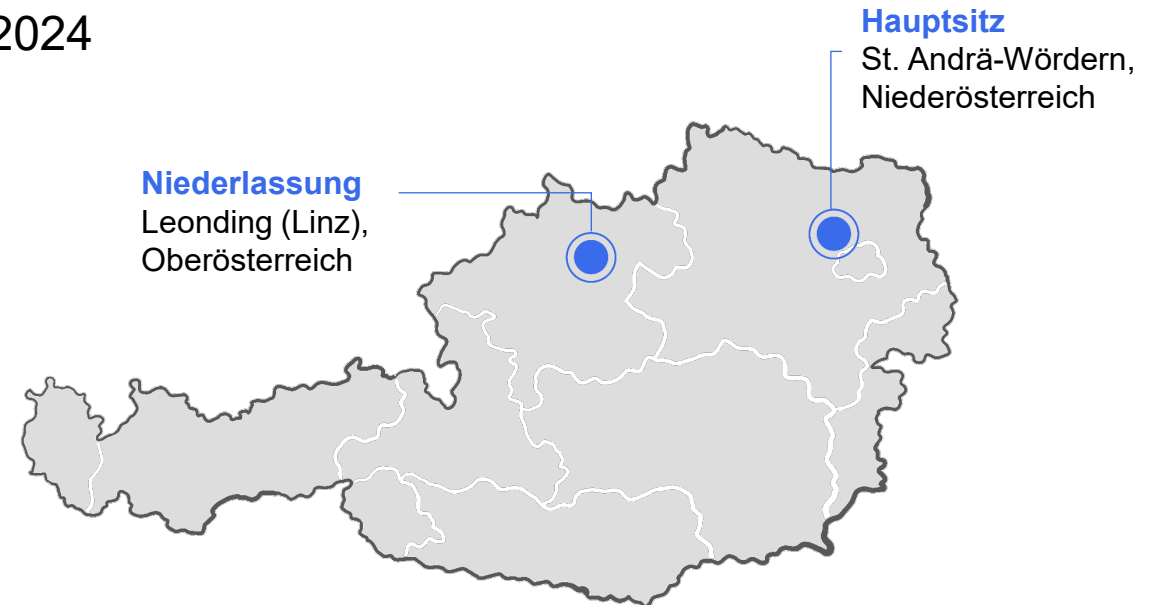 2024
Hauptsitz
St. Andrä-Wördern,
Niederösterreich
Niederlassung
Leonding (Linz),
Oberösterreich